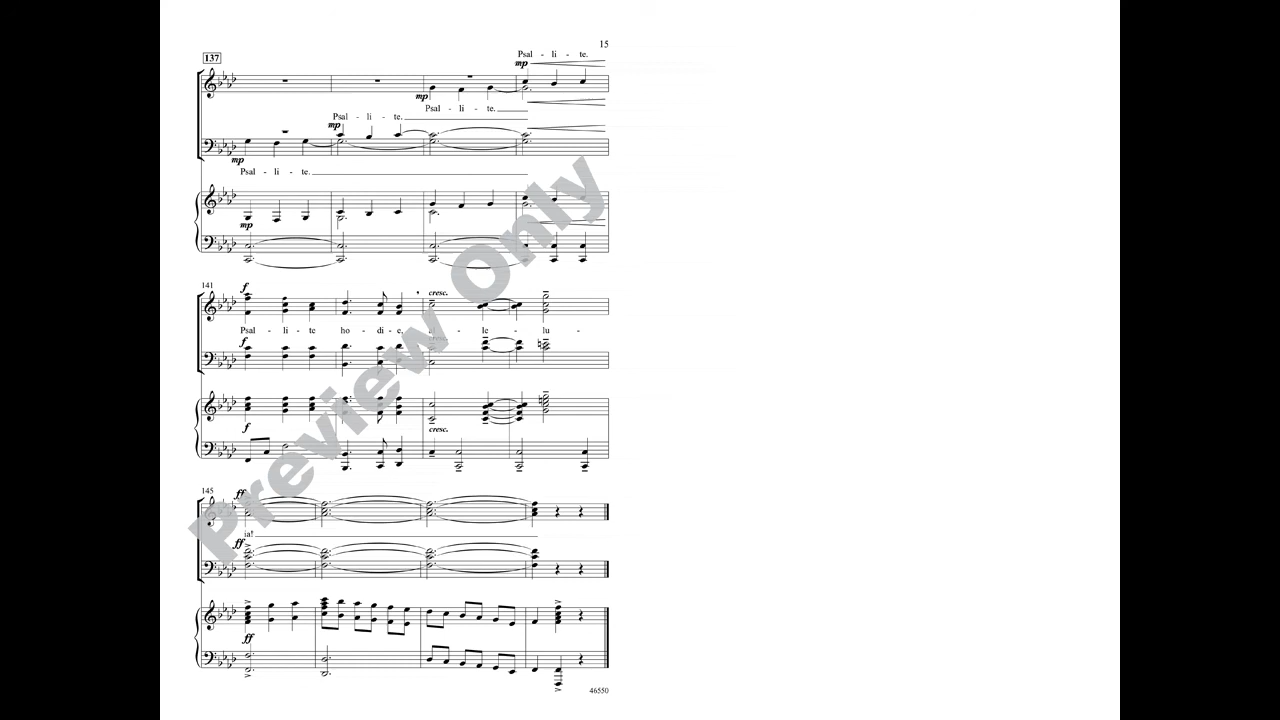 15
137
Psal - li - te.
mp
mp
Psal - li - te.
Psal - li - te.
mp
mp
Psal - li - te.
mp
141
f
cresc.
Psal - li - te ho - di - e, al - le - lu -
f
cresc.
f
cresc.
145
ff
ia!
ff
ff
46550
Preview Only